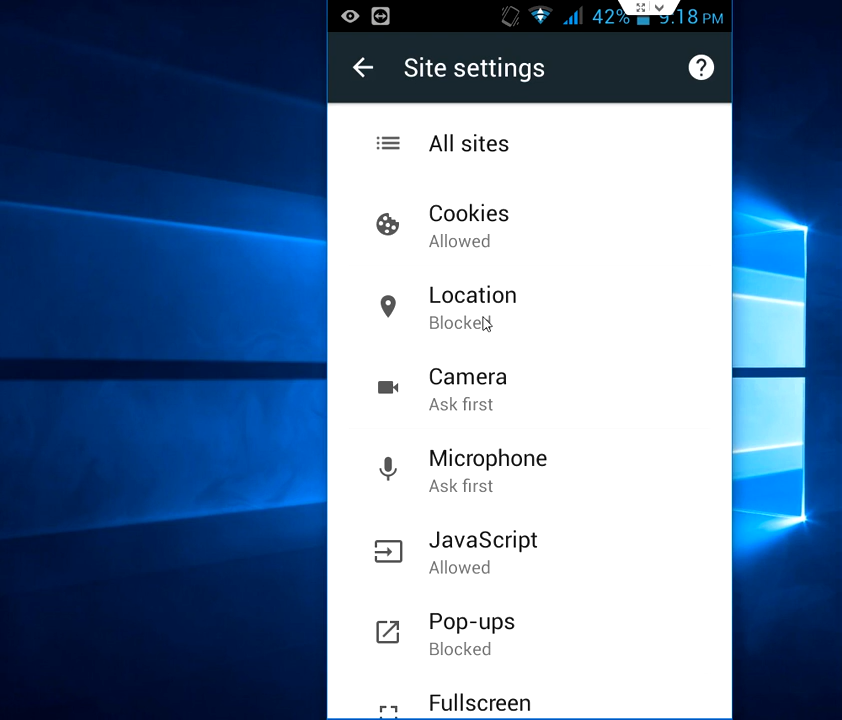 42% 9:18 PM
Site settings
All sites
Cookies
Allowed
Location
Blocked
Camera
Ask first
Microphone
Ask first
JavaScript
Allowed
Pop-ups
Blocked
Fullscreen